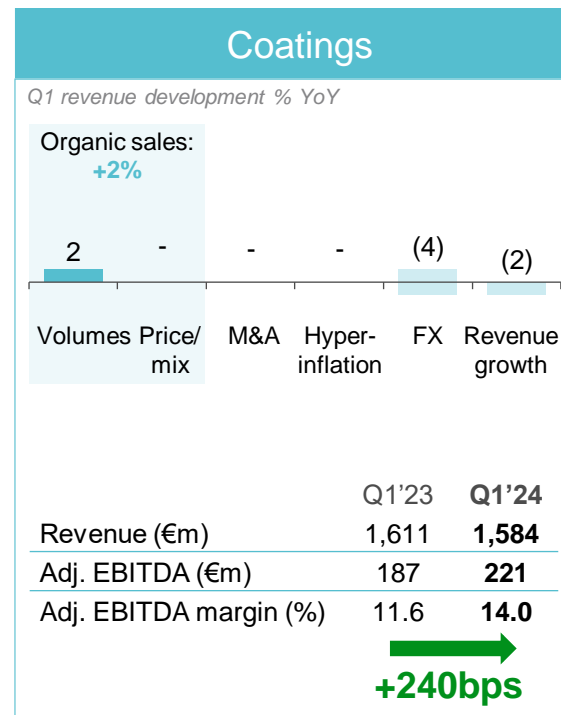 Coatings
Q1 revenue development % YoY
Organic sales:
+2%
2 - - - (4) (2)
Volumes Price/ M&A Hyper- FX Revenue
mix inflation growth
Q1’23 Q1’24
Revenue (€m) 1,611 1,584
Adj. EBITDA (€m) 187 221
Adj. EBITDA margin (%) 11.6 14.0
+240bps